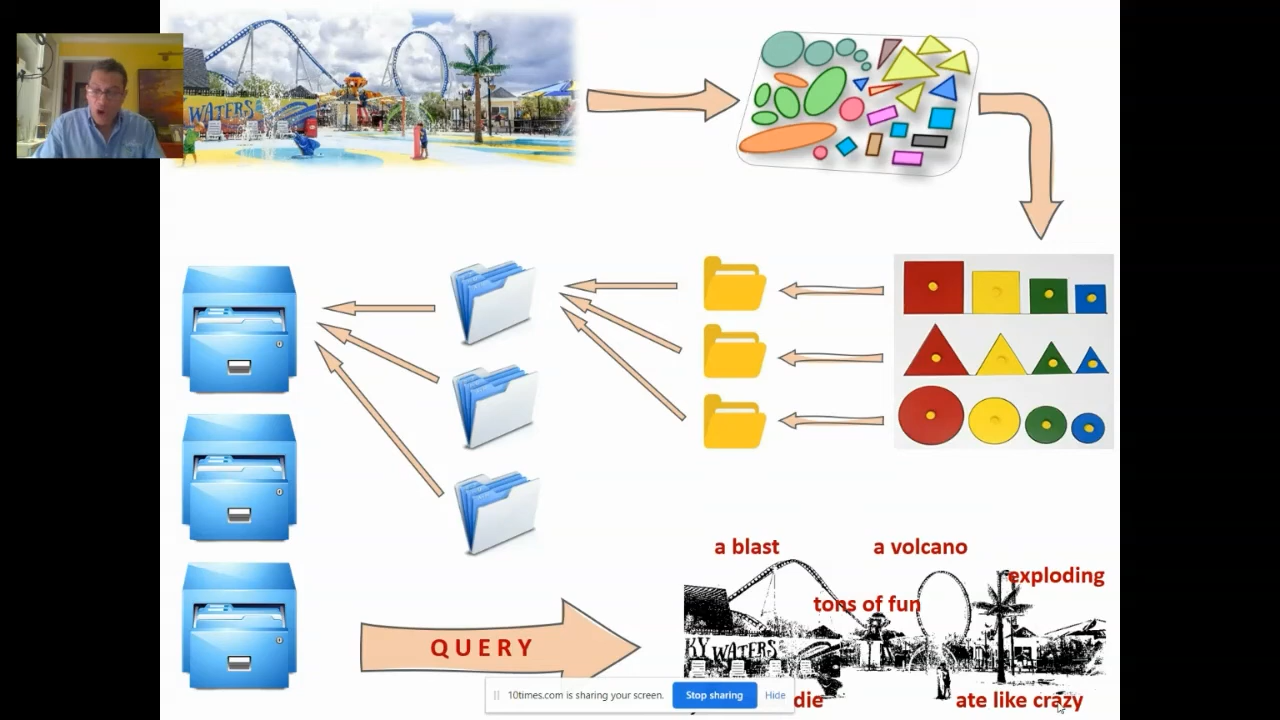 WATERS
a blast
a volcano
exploding
tons of fun
QUERY
KY WATERS
10times.com is sharing your screen.
Stop sharing
Hide
die
ate like crazy